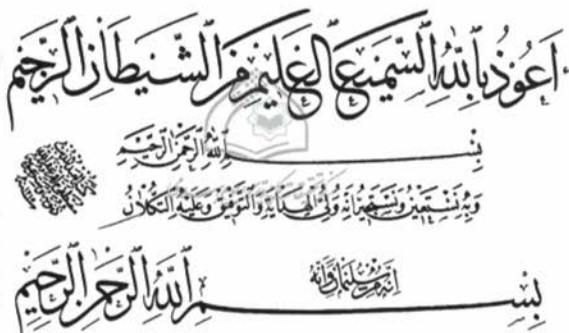 اعوذ بالله السميع العليم من الشيطان الرجيم
بسم الله الرحمن الرحيم
وبه نستعين ونستجير انه ولي الهداية والتوفيق وعليه التكلان
انه من سليمان وانه
بسم الله الرحمن الرحيم